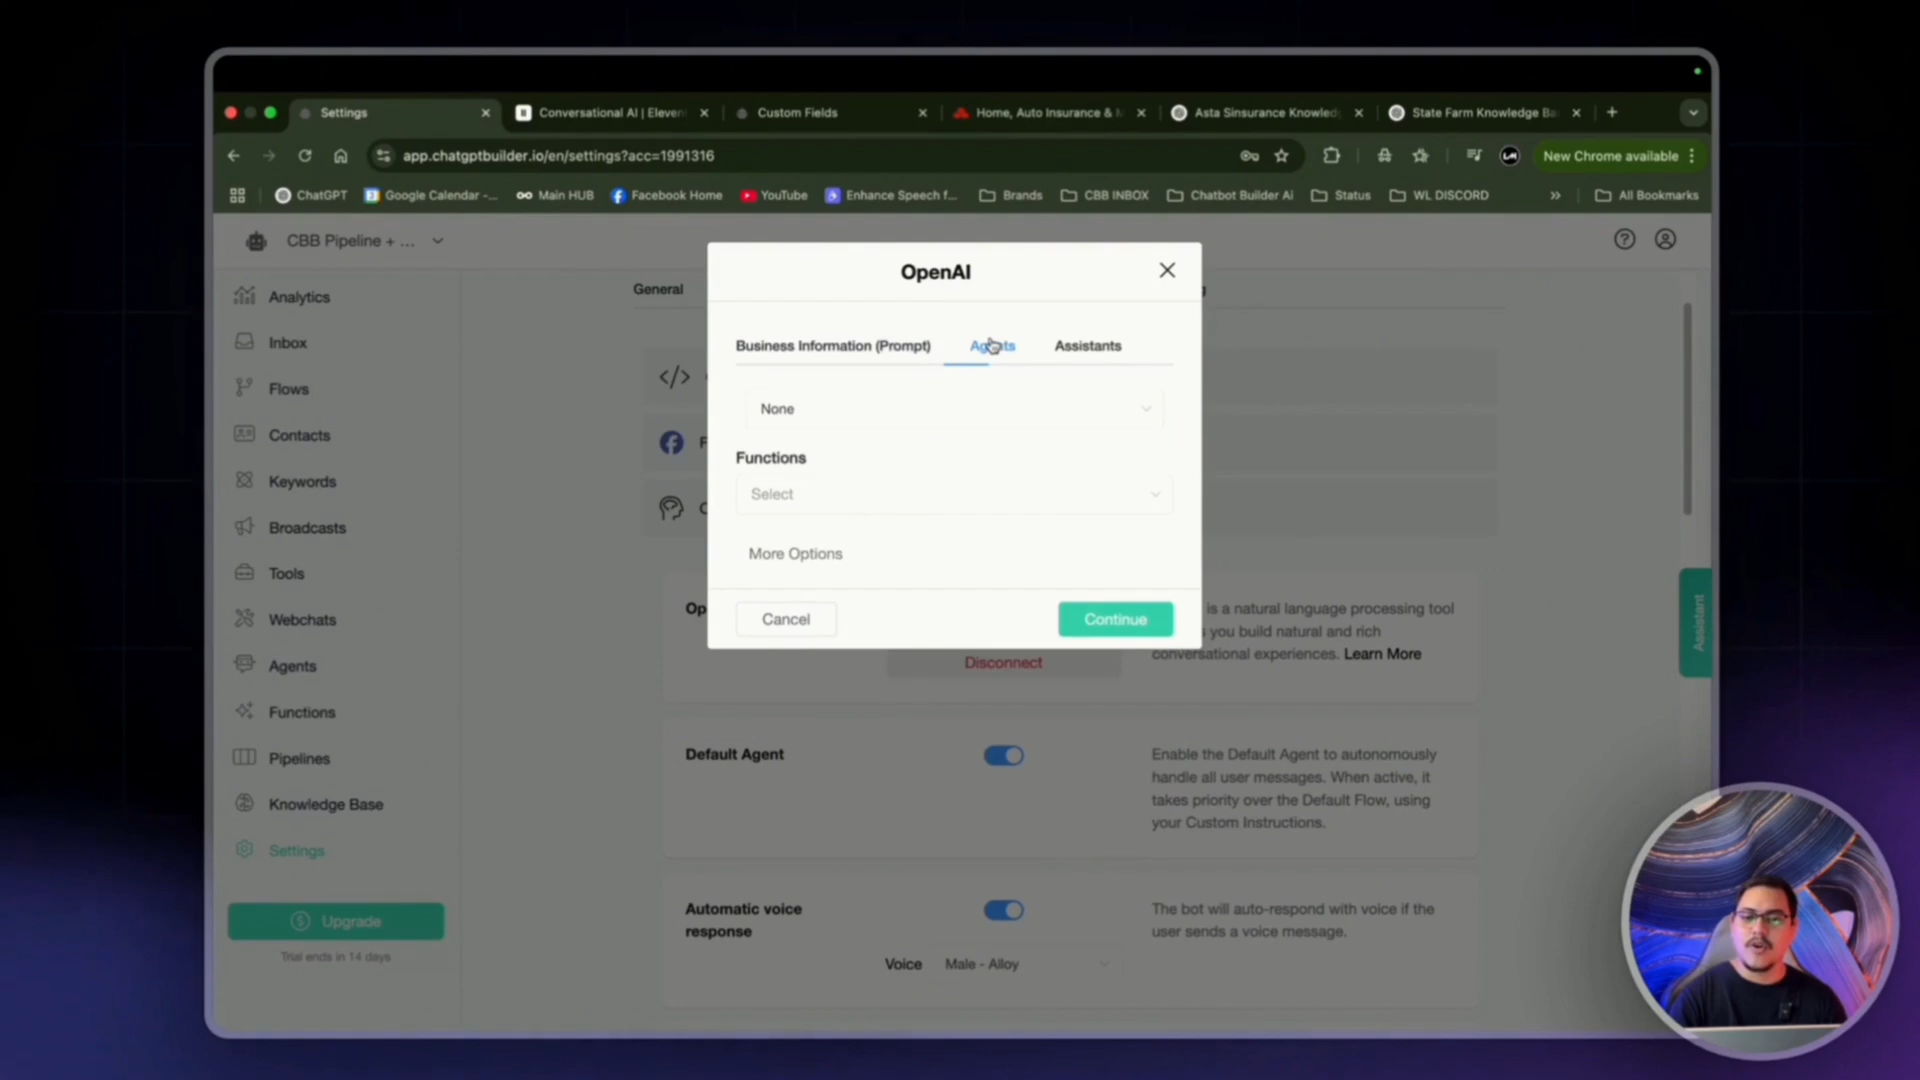 Settings
Conversational AI | Eleven
Custom Fields
Home, Auto Insurance &
Asta Sinsurance Knowled
State Farm Knowledge Ba
app.chatgptbuilder.io/en/settings?acc=1991316
New Chrome available
ChatGPT
Google Calendar -...
Main HUB
Facebook Home
YouTube
Enhance Speech f...
Brands
CBB INBOX
Chatbot Builder Ai
Status
WL DISCORD
All Bookmarks
CBB Pipeline + ...
Analytics
Inbox
Flows
Contacts
Keywords
Broadcasts
Tools
Webchats
Agents
Functions
Pipelines
Knowledge Base
Settings
Upgrade
Trial ends in 14 days
General
OpenAI
Business Information (Prompt)
Agents
Assistants
None
Functions
Select
More Options
Cancel
Continue
Op
is a natural language processing tool
you build natural and rich
conversational experiences. Learn More
Disconnect
Default Agent
Enable the Default Agent to autonomously
handle all user messages. When active, it
takes priority over the Default Flow, using
your Custom Instructions.
Automatic voice
response
The bot will auto-respond with voice if the
user sends a voice message.
Voice
Male - Alloy
Assistant